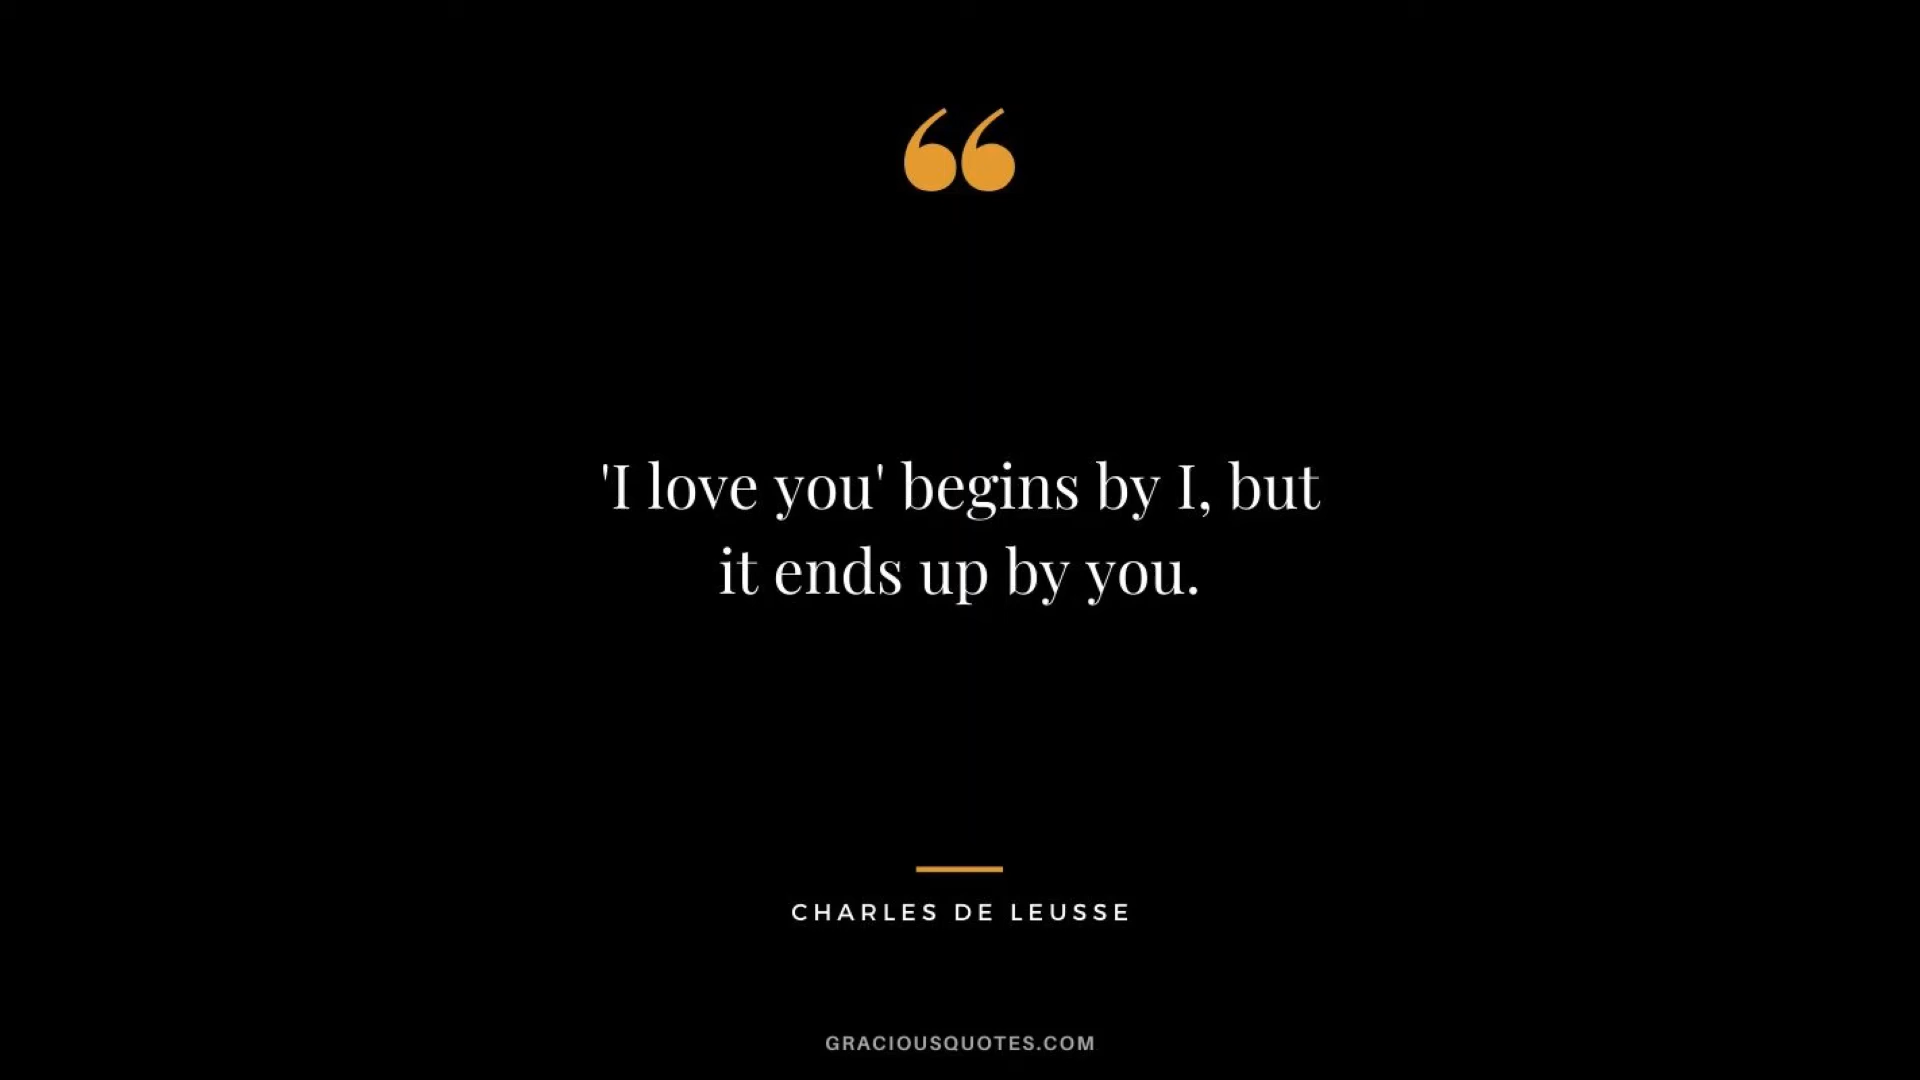 ❝
'I love you' begins by I, but
it ends up by you.
CHARLES DE LEUSSE
GRACIOUSQUOTES.COM